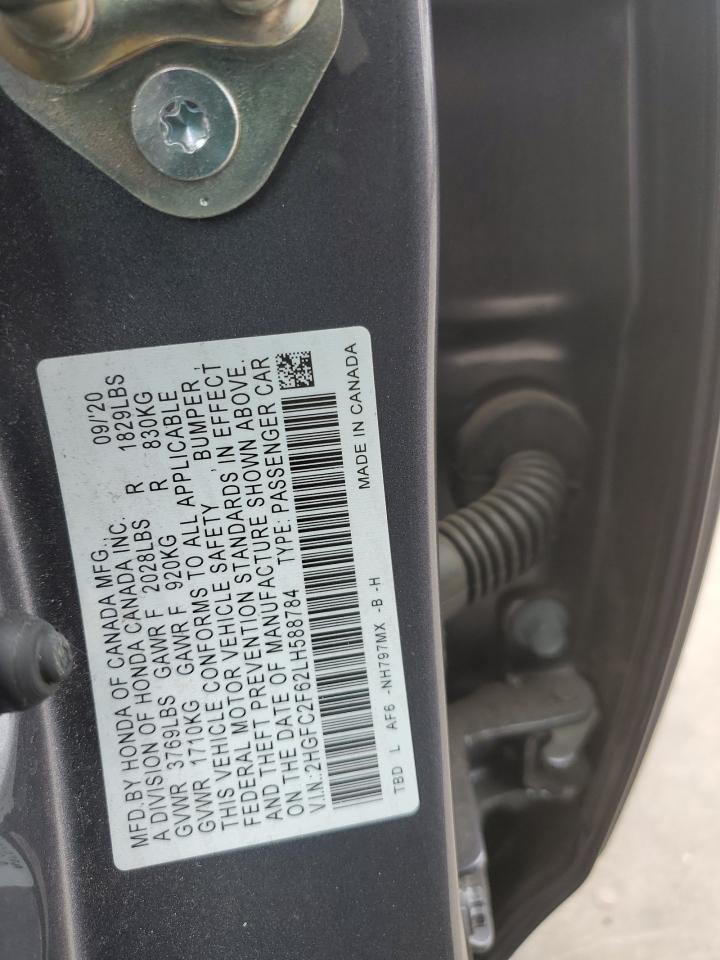 MFD.BY HONDA OF CANADA MFG., 09/20
A DIVISION OF HONDA CANADA INC.
GVWR 3769LBS GAWR F 2028LBS R 1829LBS
GVWR 1710KG GAWR F 920KG R 830KG
THIS VEHICLE CONFORMS TO ALL APPLICABLE
FEDERAL MOTOR VEHICLE SAFETY , BUMPER ,
AND THEFT PREVENTION STANDARDS IN EFFECT
ON THE DATE OF MANUFACTURE SHOWN ABOVE.
V.I.N.:2HGFC2F62LH588784 TYPE: PASSENGER CAR
TBD L AF6 -NH797MX -B -H MADE IN CANADA